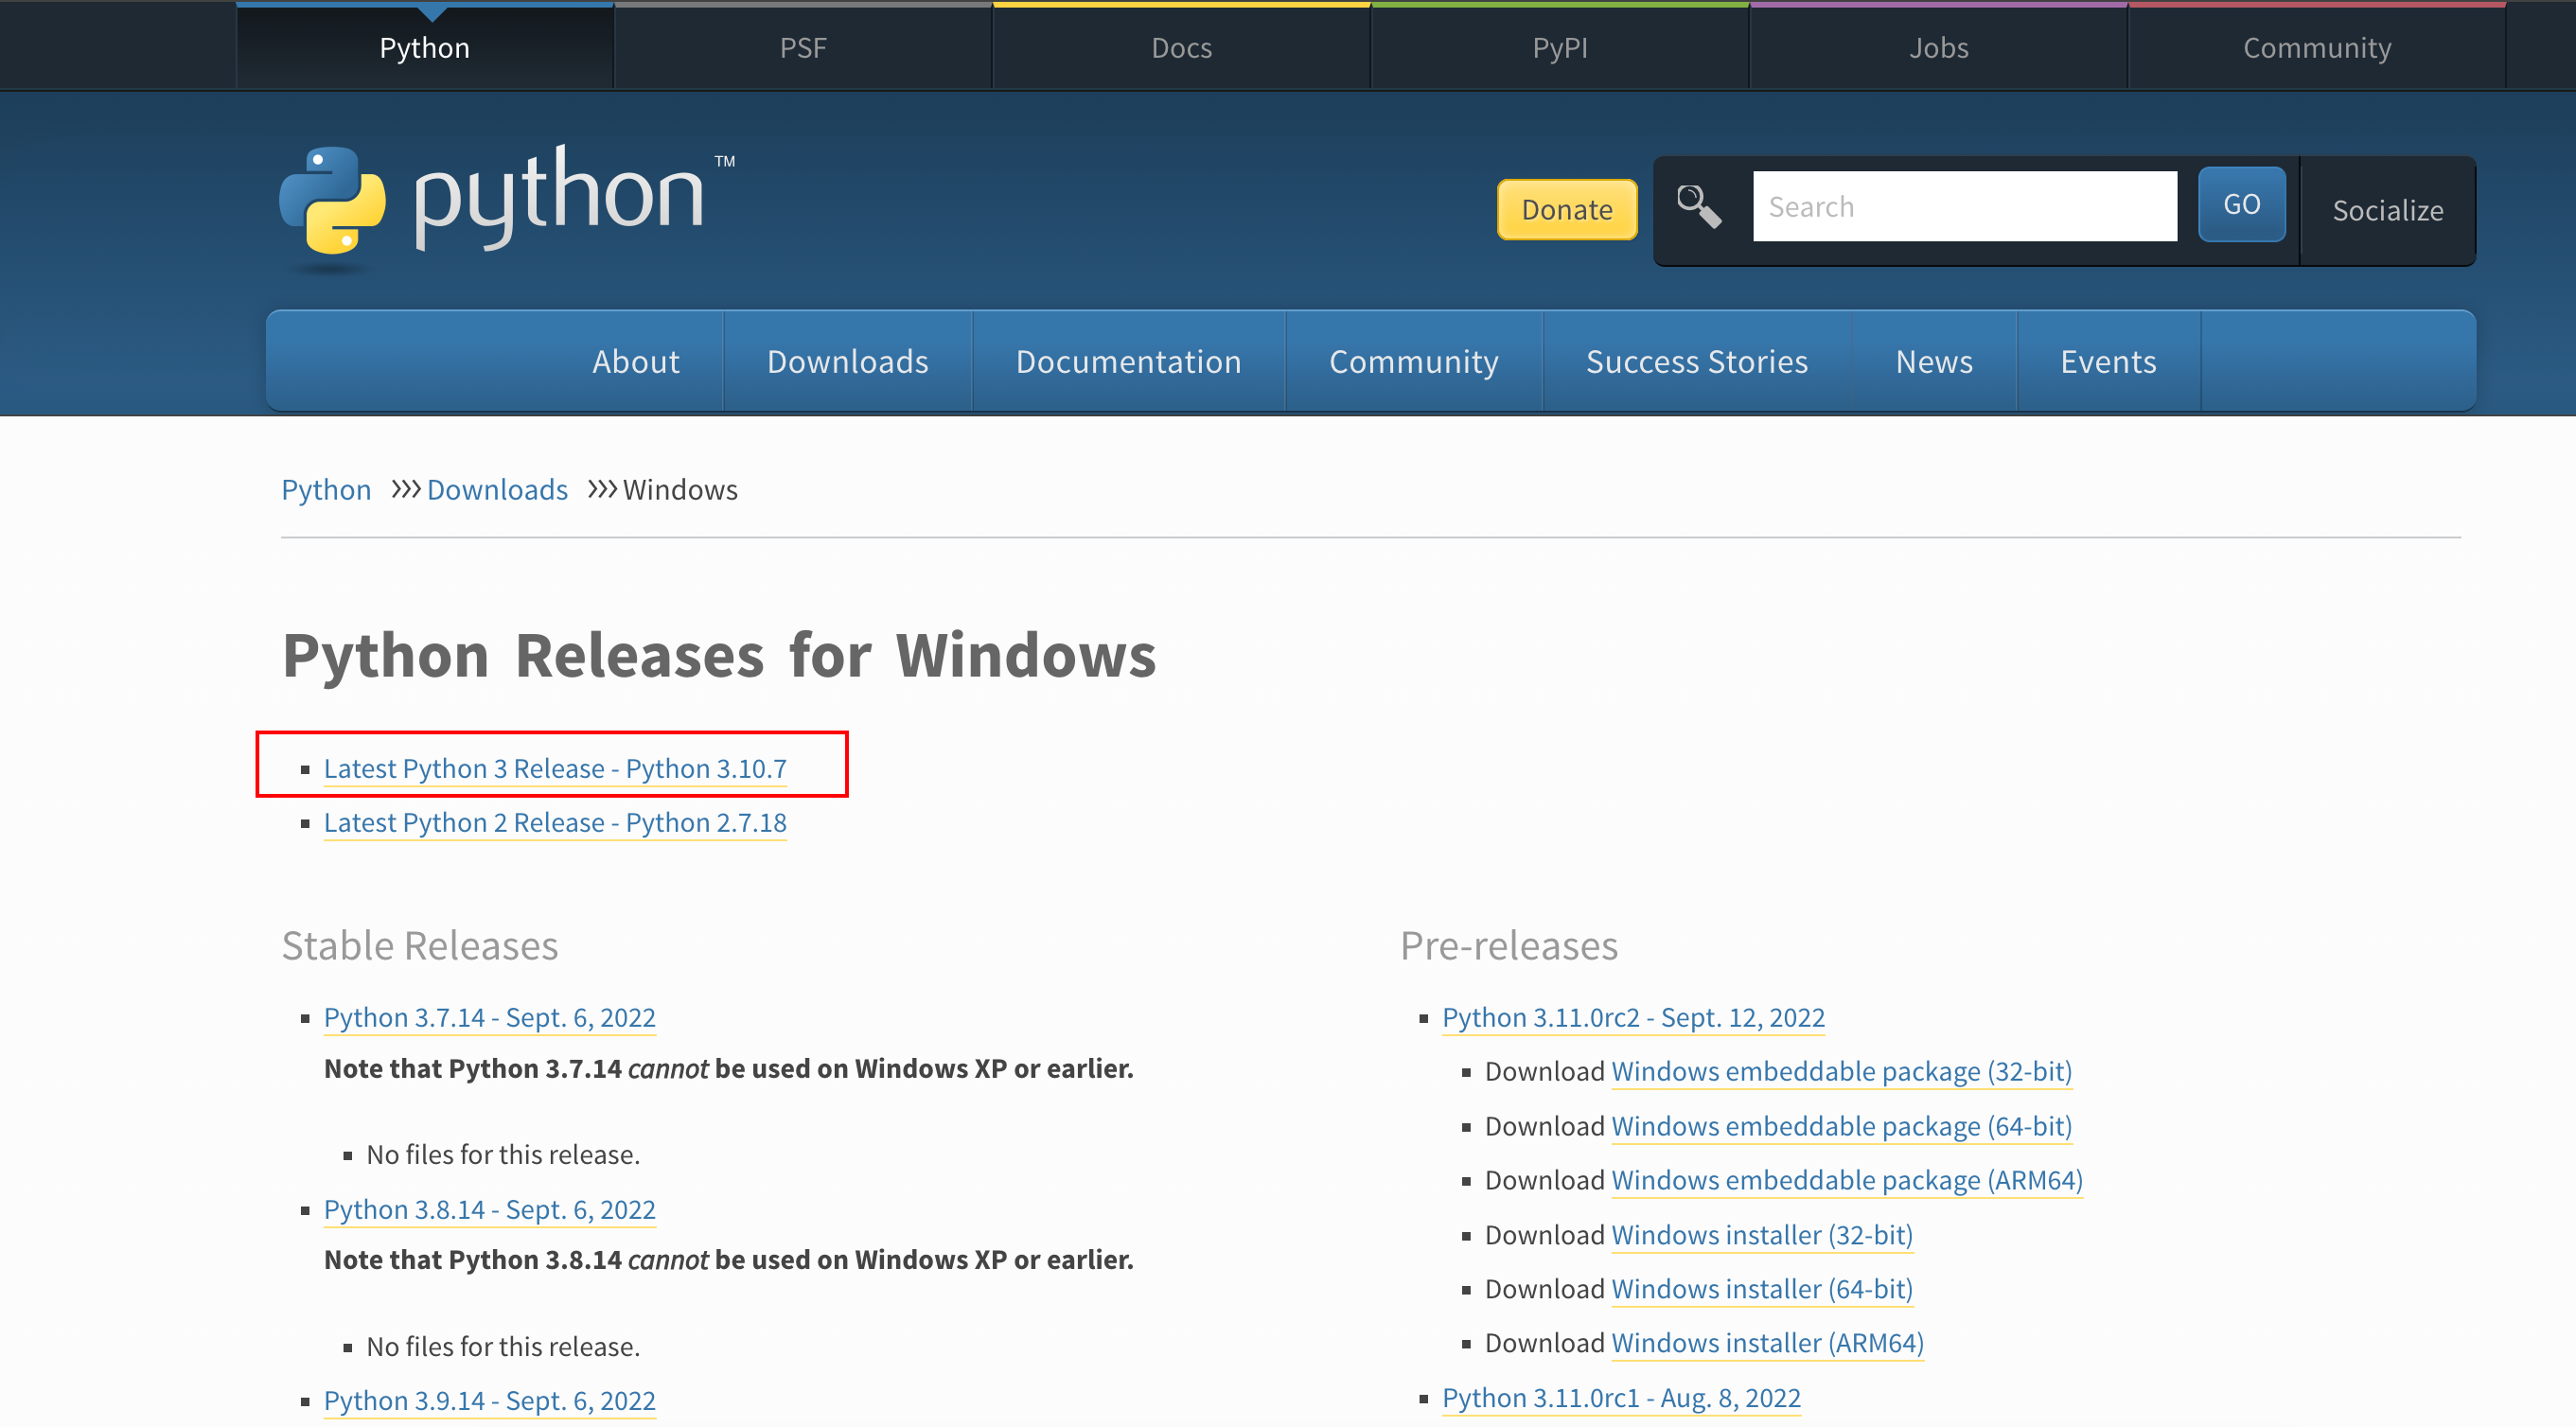 Python PSF Docs PyPI Jobs Community
python™
Donate Search GO Socialize
About Downloads Documentation Community Success Stories News Events
Python >>> Downloads >>> Windows
Python Releases for Windows
Latest Python 3 Release - Python 3.10.7
Latest Python 2 Release - Python 2.7.18
Stable Releases
Python 3.7.14 - Sept. 6, 2022
Note that Python 3.7.14 cannot be used on Windows XP or earlier.
No files for this release.
Python 3.8.14 - Sept. 6, 2022
Note that Python 3.8.14 cannot be used on Windows XP or earlier.
No files for this release.
Python 3.9.14 - Sept. 6, 2022
Pre-releases
Python 3.11.0rc2 - Sept. 12, 2022
Download Windows embeddable package (32-bit)
Download Windows embeddable package (64-bit)
Download Windows embeddable package (ARM64)
Download Windows installer (32-bit)
Download Windows installer (64-bit)
Download Windows installer (ARM64)
Python 3.11.0rc1 - Aug. 8, 2022